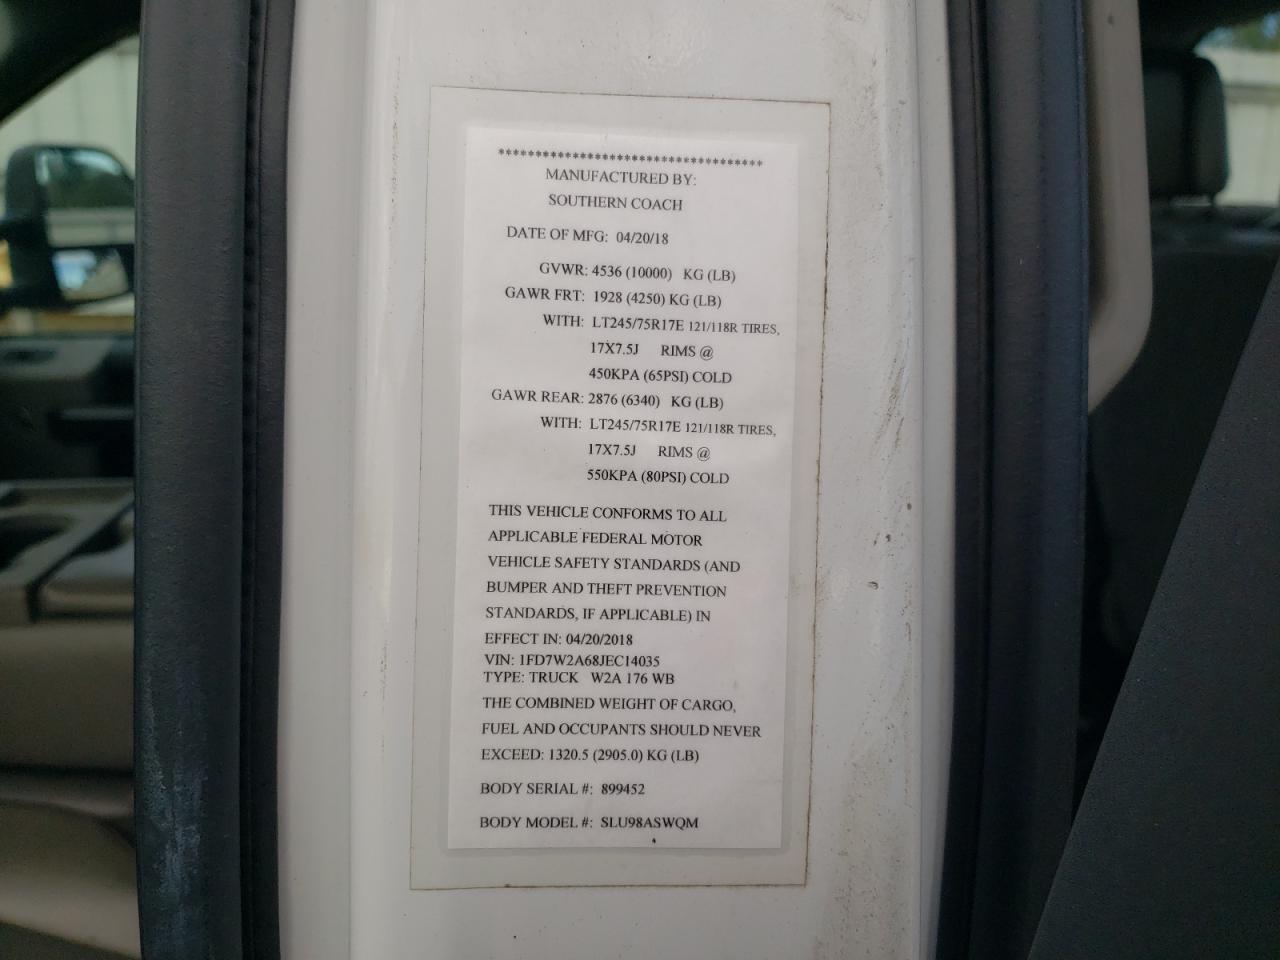 **********************************
MANUFACTURED BY:
SOUTHERN COACH
DATE OF MFG: 04/20/18
GVWR: 4536 (10000) KG (LB)
GAWR FRT: 1928 (4250) KG (LB)
WITH: LT245/75R17E 121/118R TIRES,
17X7.5J RIMS @
450KPA (65PSI) COLD
GAWR REAR: 2876 (6340) KG (LB)
WITH: LT245/75R17E 121/118R TIRES,
17X7.5J RIMS @
550KPA (80PSI) COLD
THIS VEHICLE CONFORMS TO ALL
APPLICABLE FEDERAL MOTOR
VEHICLE SAFETY STANDARDS (AND
BUMPER AND THEFT PREVENTION
STANDARDS, IF APPLICABLE) IN
EFFECT IN: 04/20/2018
VIN: 1FD7W2A68JEC14035
TYPE: TRUCK W2A 176 WB
THE COMBINED WEIGHT OF CARGO,
FUEL AND OCCUPANTS SHOULD NEVER
EXCEED: 1320.5 (2905.0) KG (LB)
BODY SERIAL #: 899452
BODY MODEL #: SLU98ASWQM